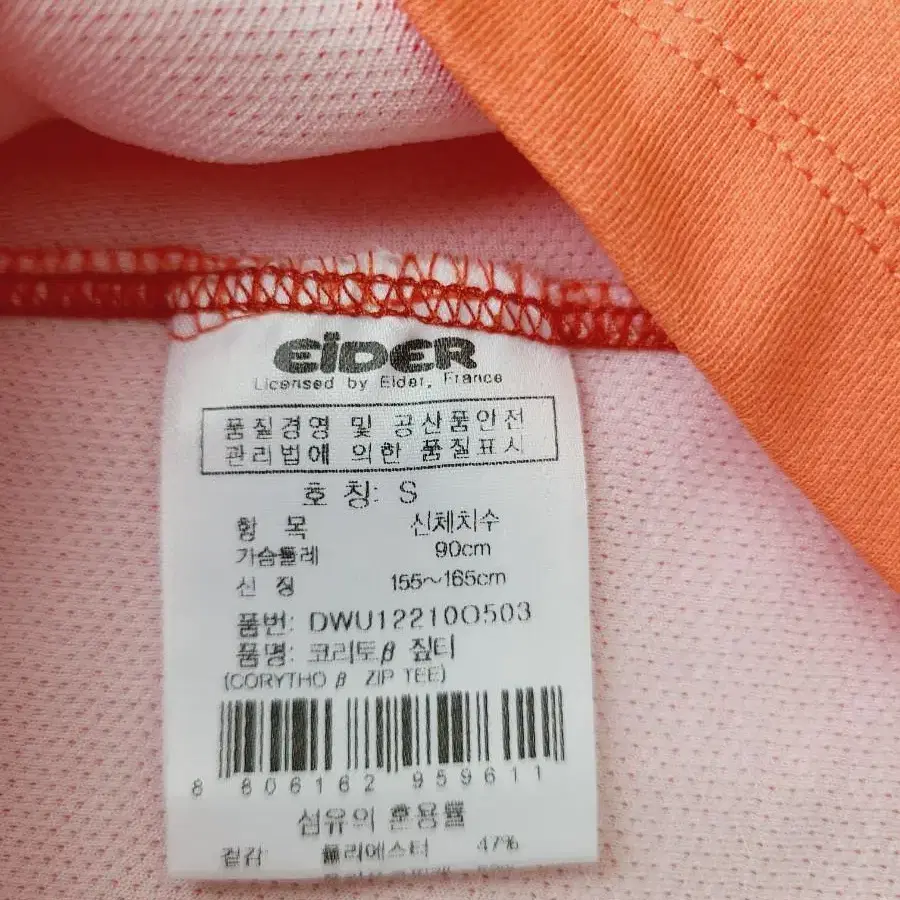 EiDER
Licensed by Eider, France
품질경영 및 공산품안전
관리법에 의한 품질표시
호 칭: S
항 목 신체치수
가슴둘레 90cm
신 장 155~165cm
품번: DWU12210O503
품명: 코리토β 짚티
(CORYTHO β ZIP TEE)
8 806162 959611
섬유의 혼용률
겉감 폴리에스터 47%